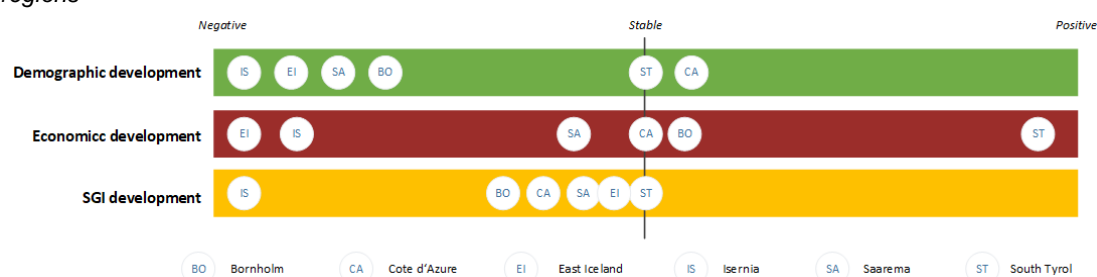 regions
Negative Stable Positive
Demographic development IS EI SA BO ST CA
Economicc development EI IS SA CA BO ST
SGI development IS BO CA SA EI ST
BO Bornholm CA Cote d'Azure EI East Iceland IS Isernia SA Saarema ST South Tyrol